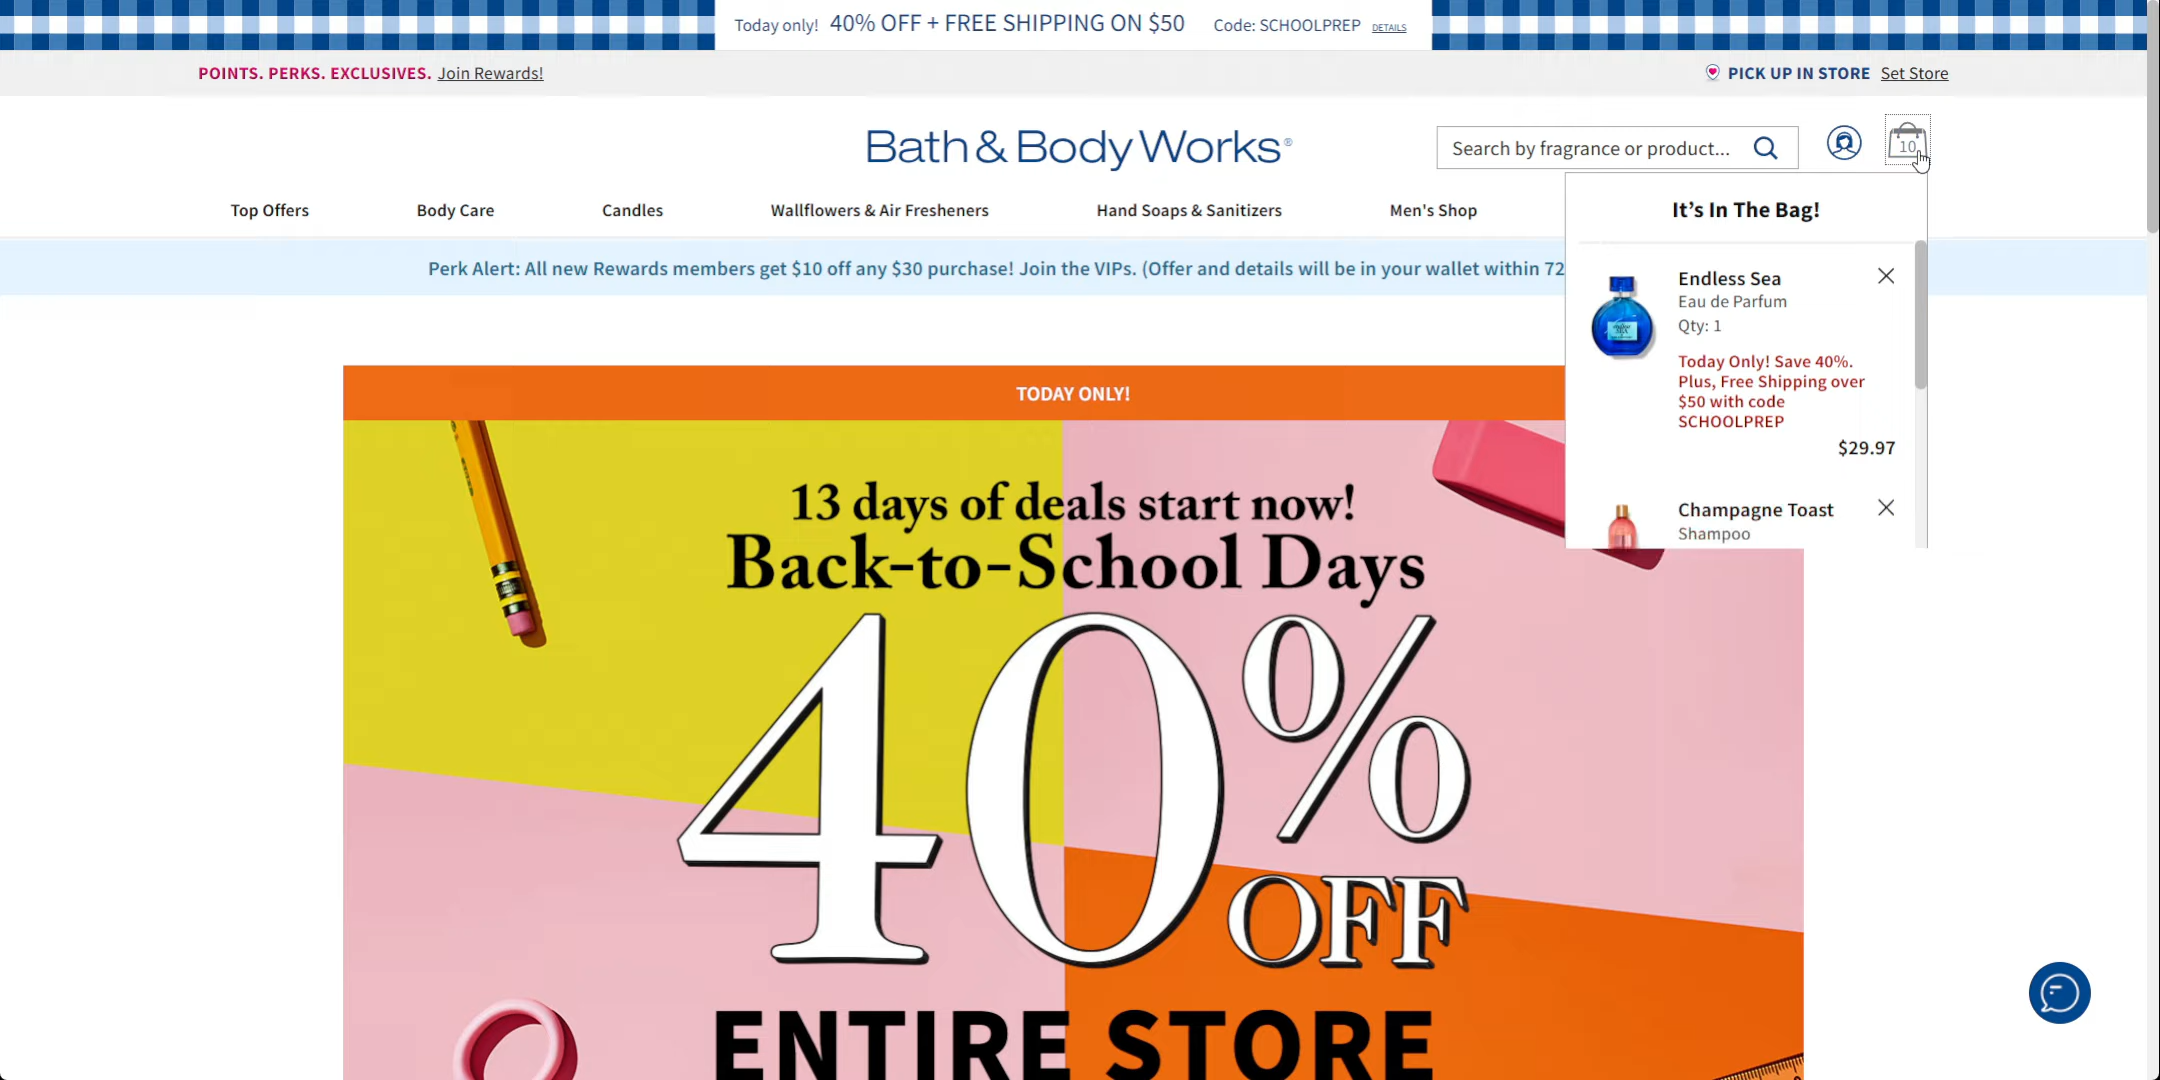 Today only! 40% OFF + FREE SHIPPING ON $50 Code: SCHOOLPREP DETAILS
POINTS. PERKS. EXCLUSIVES. Join Rewards!
PICK UP IN STORE Set Store
Bath & Body Works®
Search by fragrance or product...
10
Top Offers
Body Care
Candles
Wallflowers & Air Fresheners
Hand Soaps & Sanitizers
Men's Shop
Perk Alert: All new Rewards members get $10 off any $30 purchase! Join the VIPs. (Offer and details will be in your wallet within 72
It's In The Bag!
Endless Sea
Eau de Parfum
Qty: 1
Today Only! Save 40%.
Plus, Free Shipping over
$50 with code
SCHOOLPREP
$29.97
Champagne Toast
Shampoo
TODAY ONLY!
13 days of deals start now!
Back-to-School Days
40%
OFF
ENTIRE STORE